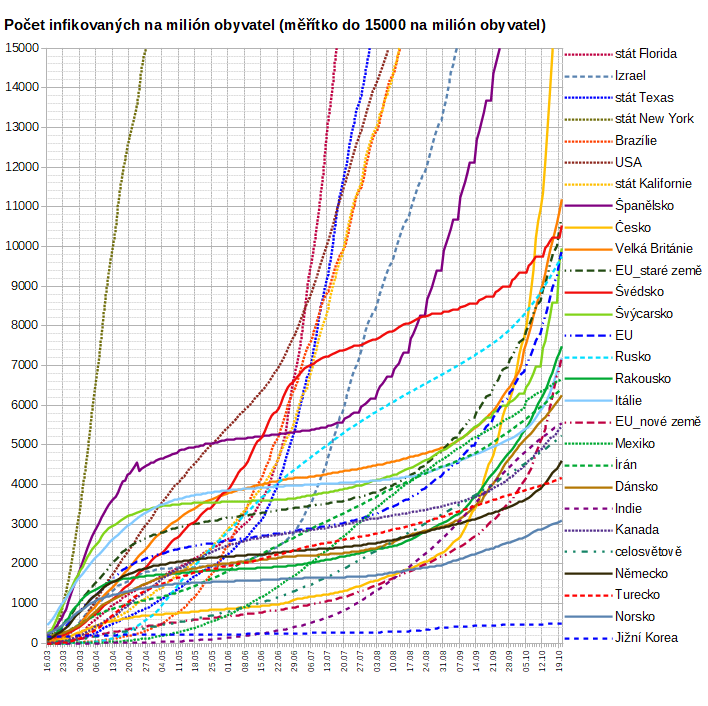 Počet infikovaných na milión obyvatel (měřítko do 15000 na milión obyvatel)
15000
14000
13000
12000
11000
10000
9000
8000
7000
6000
5000
4000
3000
2000
1000
0
16.03
23.03
30.03
06.04
13.04
20.04
27.04
04.05
11.05
18.05
25.05
01.06
08.06
15.06
22.06
29.06
06.07
13.07
20.07
27.07
03.08
10.08
17.08
24.08
31.08
07.09
14.09
21.09
28.09
05.10
12.10
19.10
stát Florida
Izrael
stát Texas
stát New York
Brazílie
USA
stát Kalifornie
Španělsko
Česko
Velká Británie
EU_staré země
Švédsko
Švýcarsko
EU
Rusko
Rakousko
Itálie
EU_nové země
Mexiko
Írán
Dánsko
Indie
Kanada
celosvětově
Německo
Turecko
Norsko
Jižní Korea